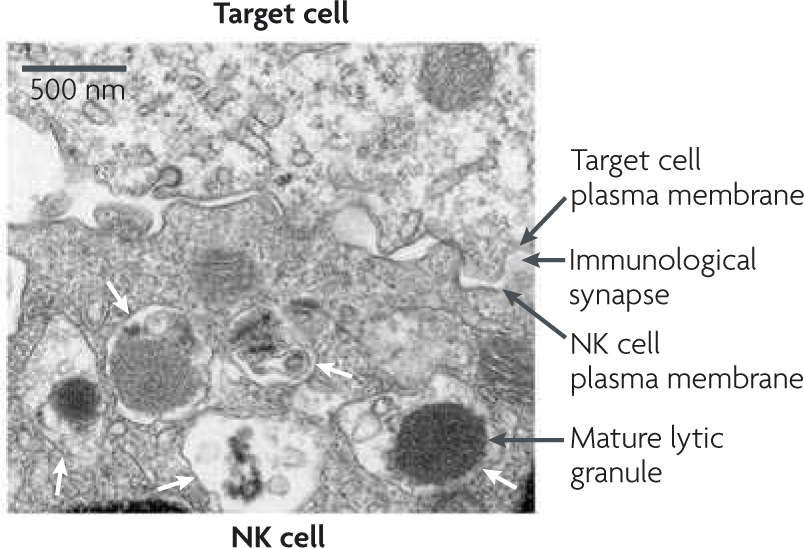 Target cell
500 nm
Target cell
plasma membrane
Immunological
synapse
NK cell
plasma membrane
Mature lytic
granule
NK cell